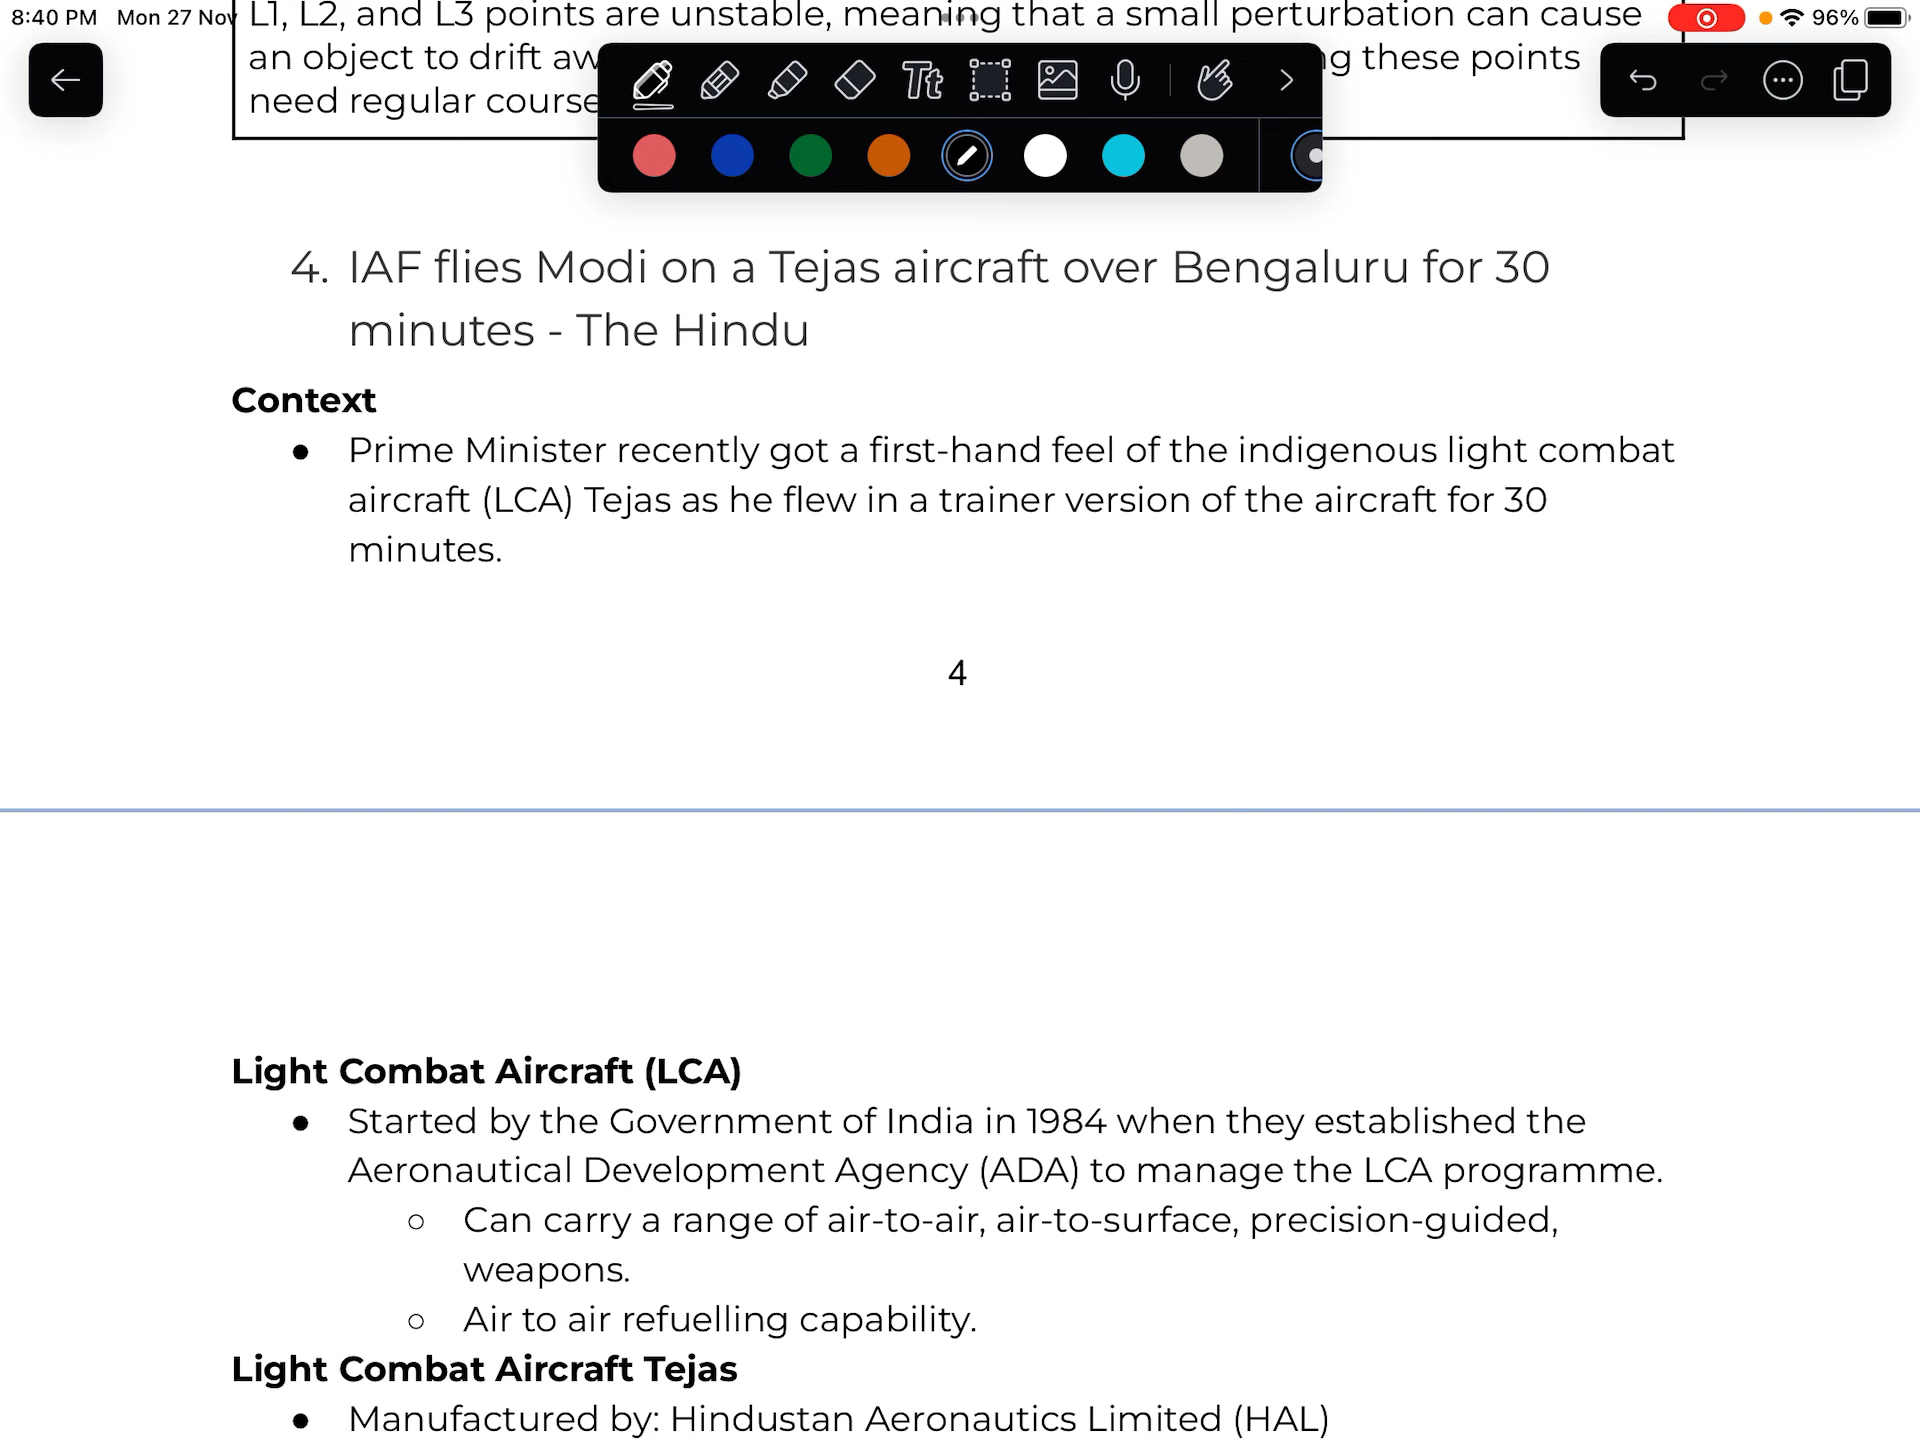 8:40 PM Mon 27 Nov
96%
L1, L2, and L3 points are unstable, meaning that a small perturbation can cause
an object to drift aw
g these points
need regular course
Tt
4. IAF flies Modi on a Tejas aircraft over Bengaluru for 30
minutes - The Hindu
Context
● Prime Minister recently got a first-hand feel of the indigenous light combat
aircraft (LCA) Tejas as he flew in a trainer version of the aircraft for 30
minutes.
4
Light Combat Aircraft (LCA)
● Started by the Government of India in 1984 when they established the
Aeronautical Development Agency (ADA) to manage the LCA programme.
○ Can carry a range of air-to-air, air-to-surface, precision-guided,
weapons.
○ Air to air refuelling capability.
Light Combat Aircraft Tejas
● Manufactured by: Hindustan Aeronautics Limited (HAL)